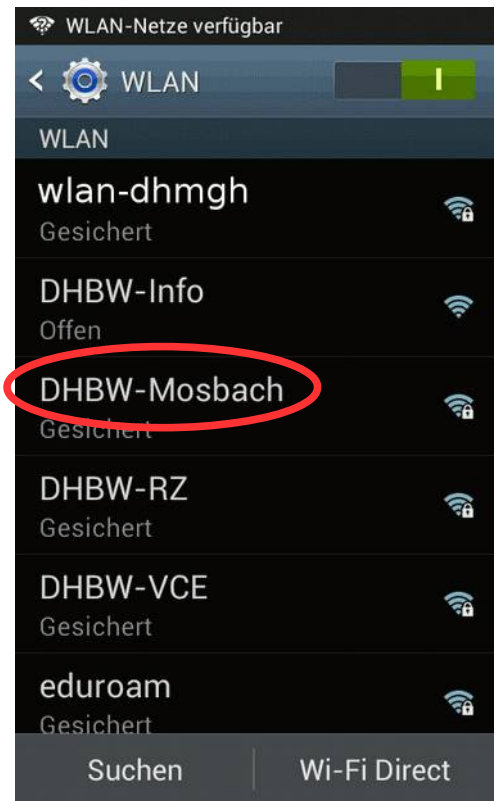 WLAN-Netze verfügbar
WLAN
WLAN
wlan-dhmgh
Gesichert
DHBW-Info
Offen
DHBW-Mosbach
Gesichert
DHBW-RZ
Gesichert
DHBW-VCE
Gesichert
eduroam
Gesichert
Suchen Wi-Fi Direct